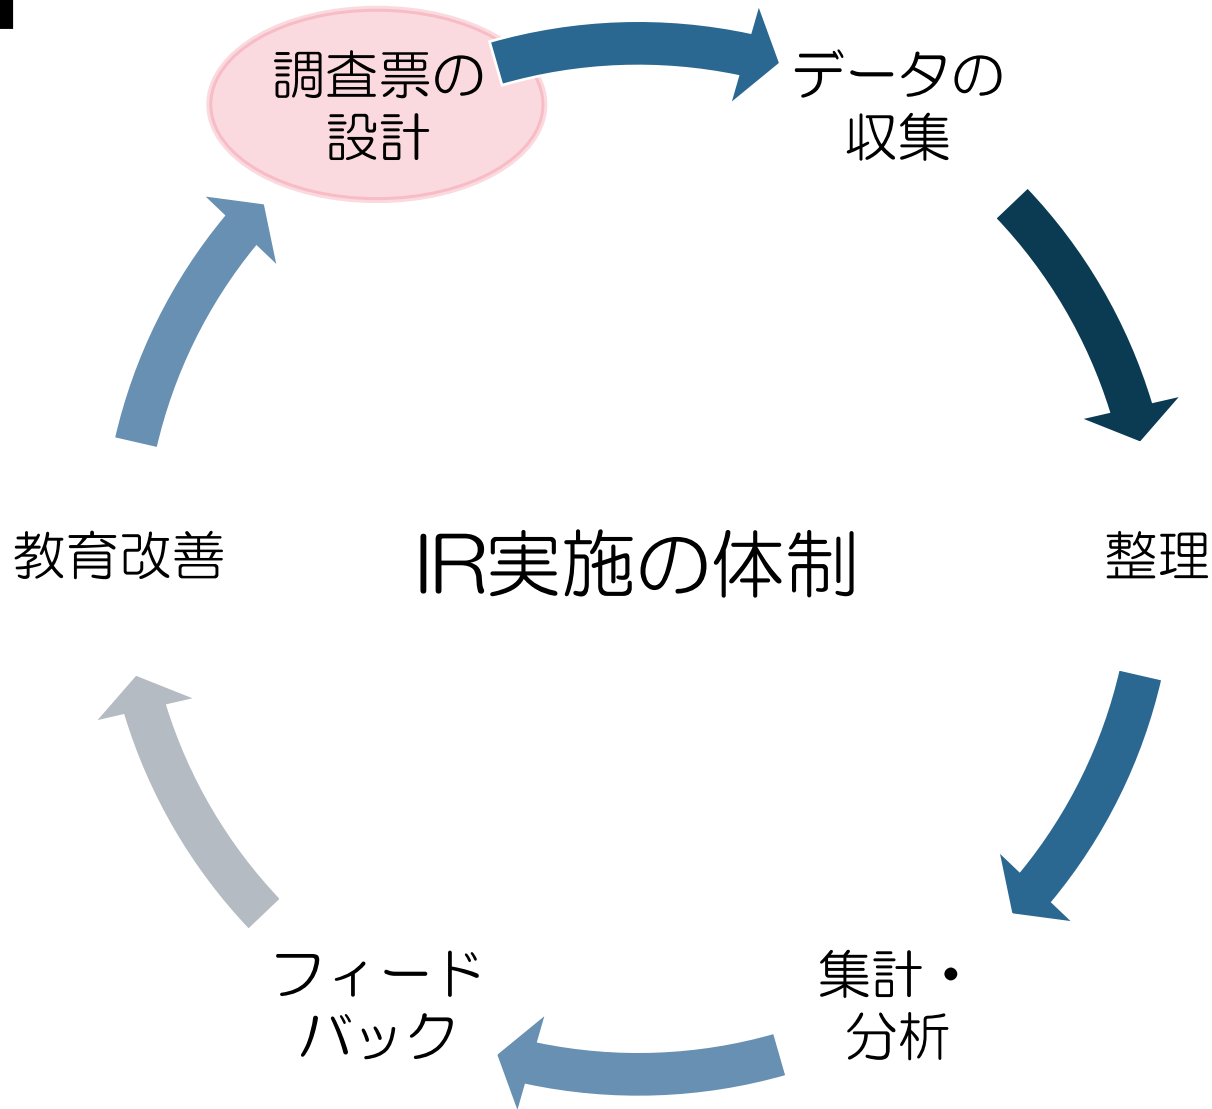 調査票の
設計
データの
収集
教育改善
IR実施の体制
整理
フィード
バック
集計・
分析